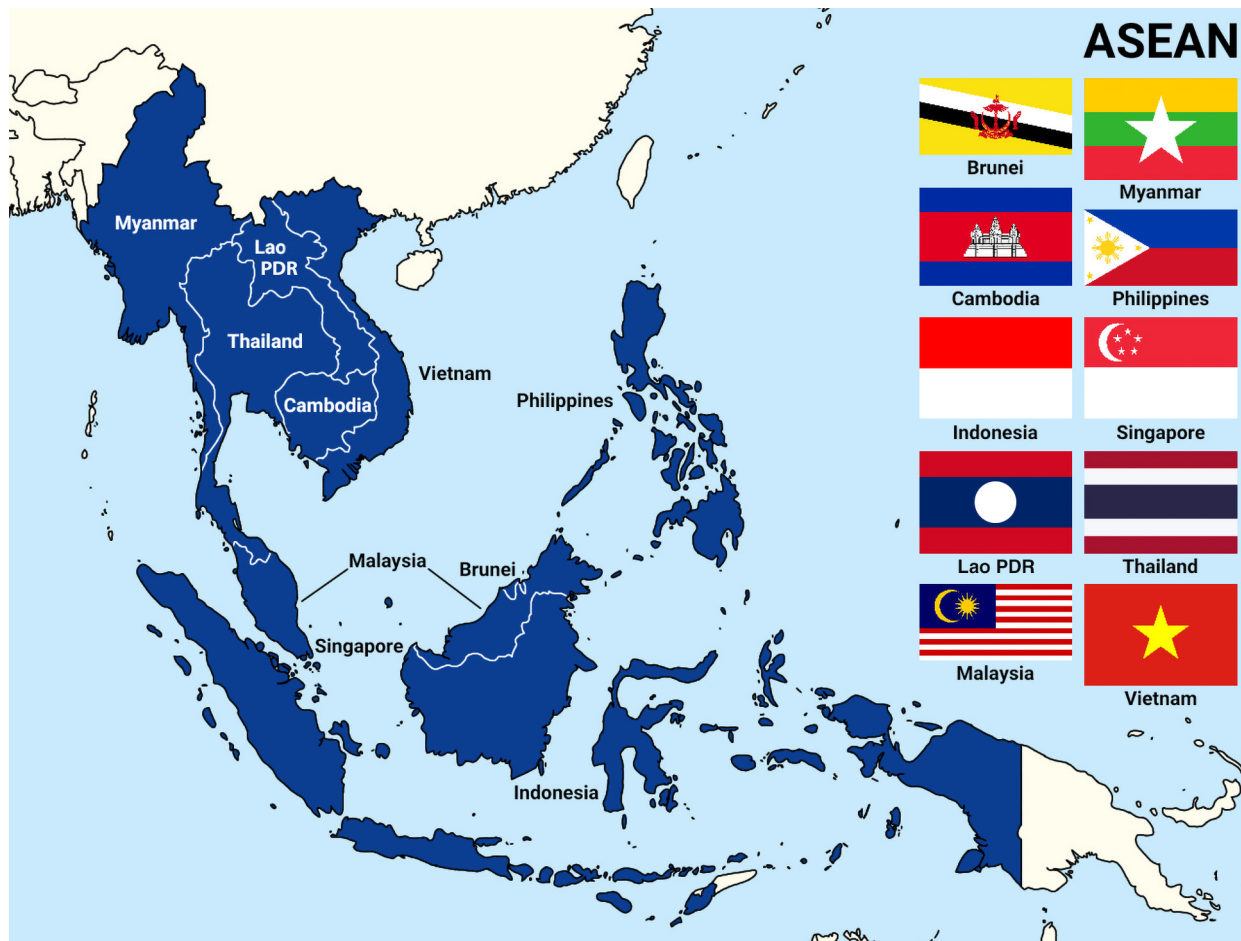 ASEAN
Brunei
Myanmar
Cambodia
Philippines
Indonesia
Singapore
Lao PDR
Thailand
Malaysia
Vietnam
Myanmar
Lao
PDR
Thailand
Vietnam
Cambodia
Philippines
Malaysia
Brunei
Singapore
Indonesia